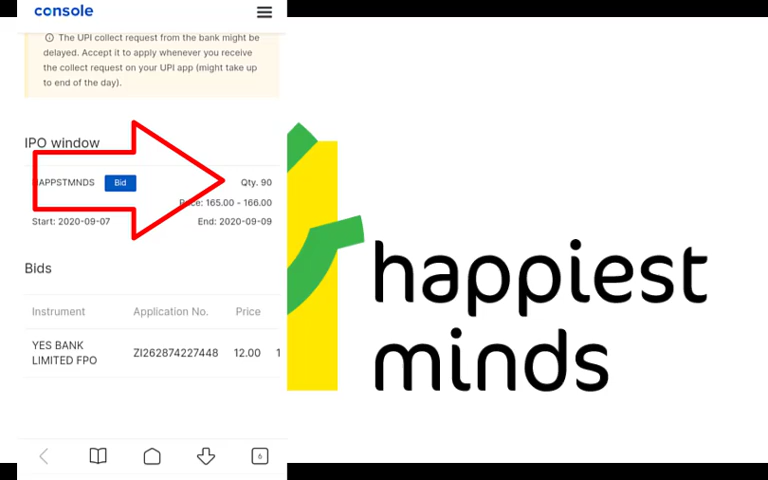 console
The UPI collect request from the bank might be
delayed. Accept it to apply whenever you receive
the collect request on your UPI app (might take up
to end of the day).
IPO window
APPSTMNDS Bid Qty. 90
165.00 - 166.00
Start: 2020-09-07 End: 2020-09-09
Bids
Instrument Application No. Price
YES BANK
LIMITED FPO ZI262874227448 12.00 1
6
happiest
minds